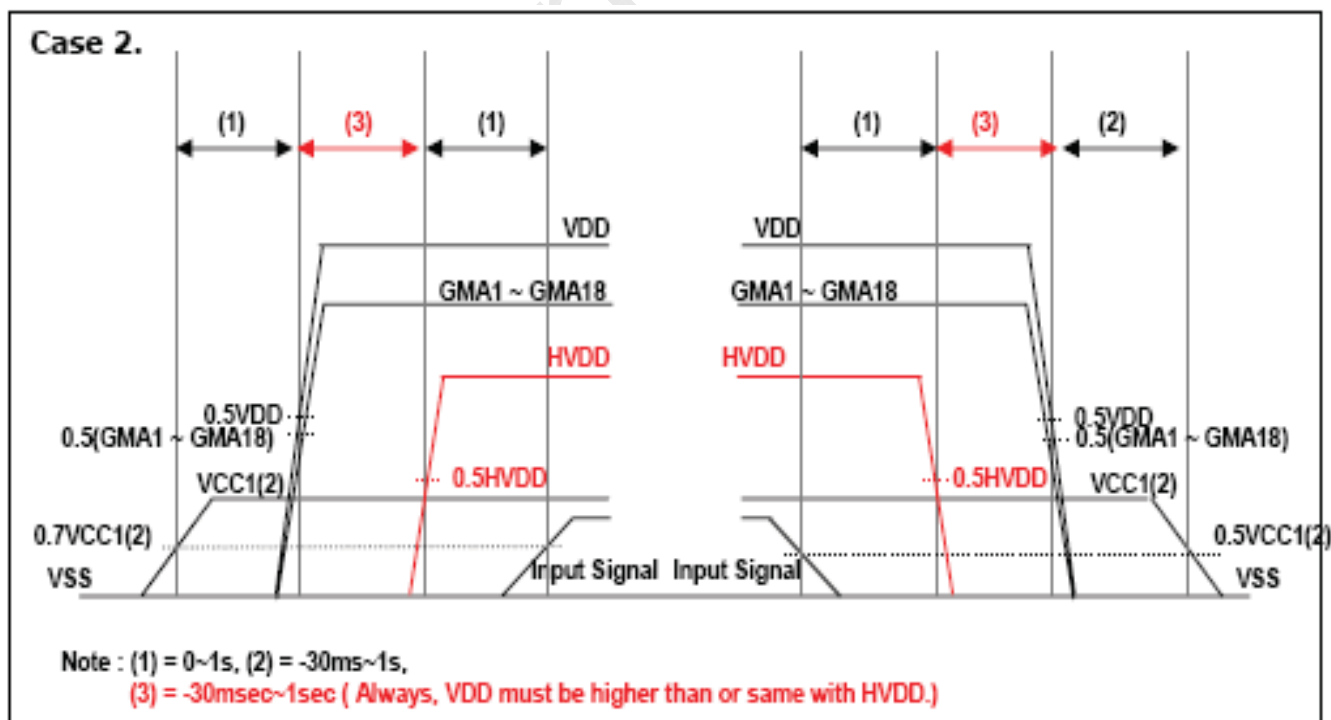 Case 2.
(1) (3) (1) (1) (3) (2)
VDD VDD
GMA1 ~ GMA18 GMA1 ~ GMA18
HVDD HVDD
0.5VDD 0.5VDD
0.5(GMA1 ~ GMA18) 0.5(GMA1 ~ GMA18)
VCC1(2) 0.5HVDD 0.5HVDD VCC1(2)
0.7VCC1(2) 0.5VCC1(2)
VSS Input Signal Input Signal VSS
Note : (1) = 0~1s, (2) = -30ms~1s,
(3) = -30msec~1sec ( Always, VDD must be higher than or same with HVDD.)